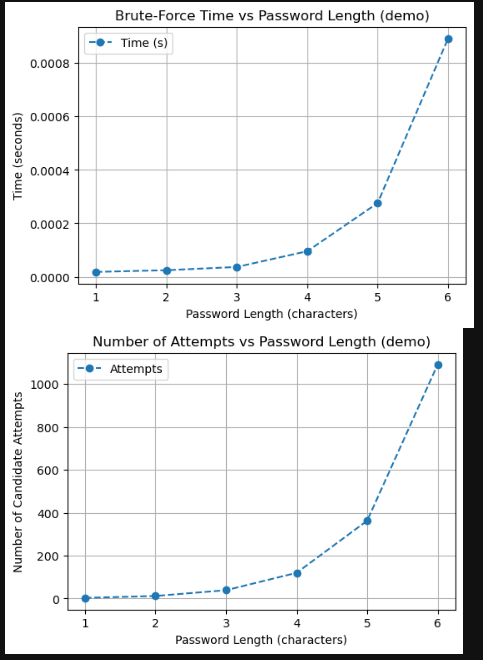 Brute-Force Time vs Password Length (demo)
Time (s)
0.0008
0.0006
0.0004
0.0002
0.0000
Time (seconds)
1 2 3 4 5 6
Password Length (characters)
Number of Attempts vs Password Length (demo)
Attempts
1000
800
600
400
200
0
Number of Candidate Attempts
1 2 3 4 5 6
Password Length (characters)